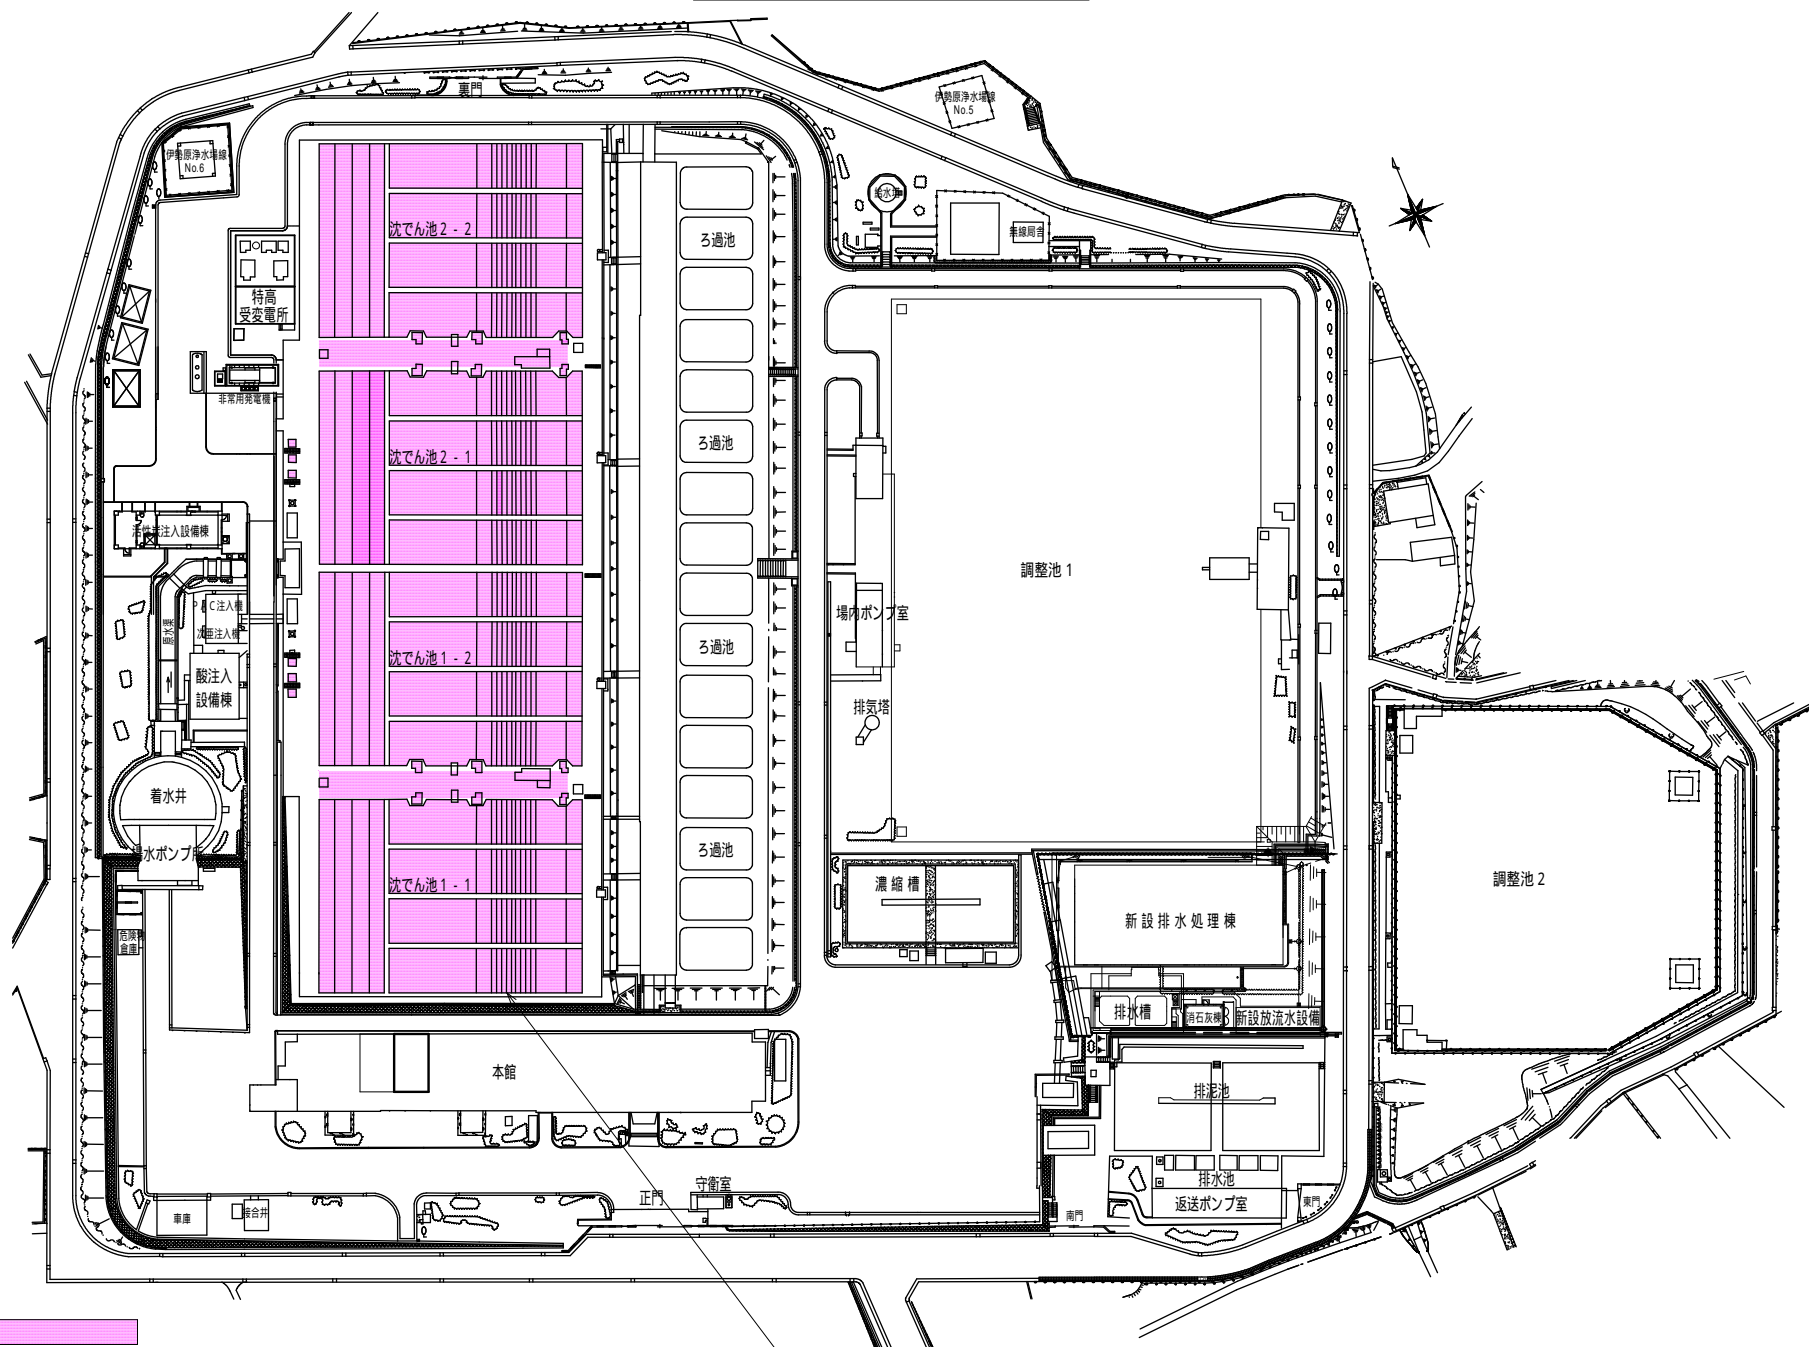 裏門
伊勢原浄水場線
No.5
伊勢原浄水場線
No.6
給水塔
無線局舎
沈でん池2-2
ろ過池
特高
受変電所
非常用発電機
沈でん池2-1
ろ過池
活性炭注入設備棟
調整池1
PAC注入機
次亜注入機
原水渠
場内ポンプ室
沈でん池1-2
ろ過池
酸注入
設備棟
排気塔
着水井
揚水ポンプ所
ろ過池
沈でん池1-1
濃縮槽
調整池2
新設排水処理棟
危険物
倉庫
排水槽
消石灰棟
新設放流水設備
本館
排泥池
排水池
返送ポンプ室
守衛室
正門
車庫
接合井
南門
東門